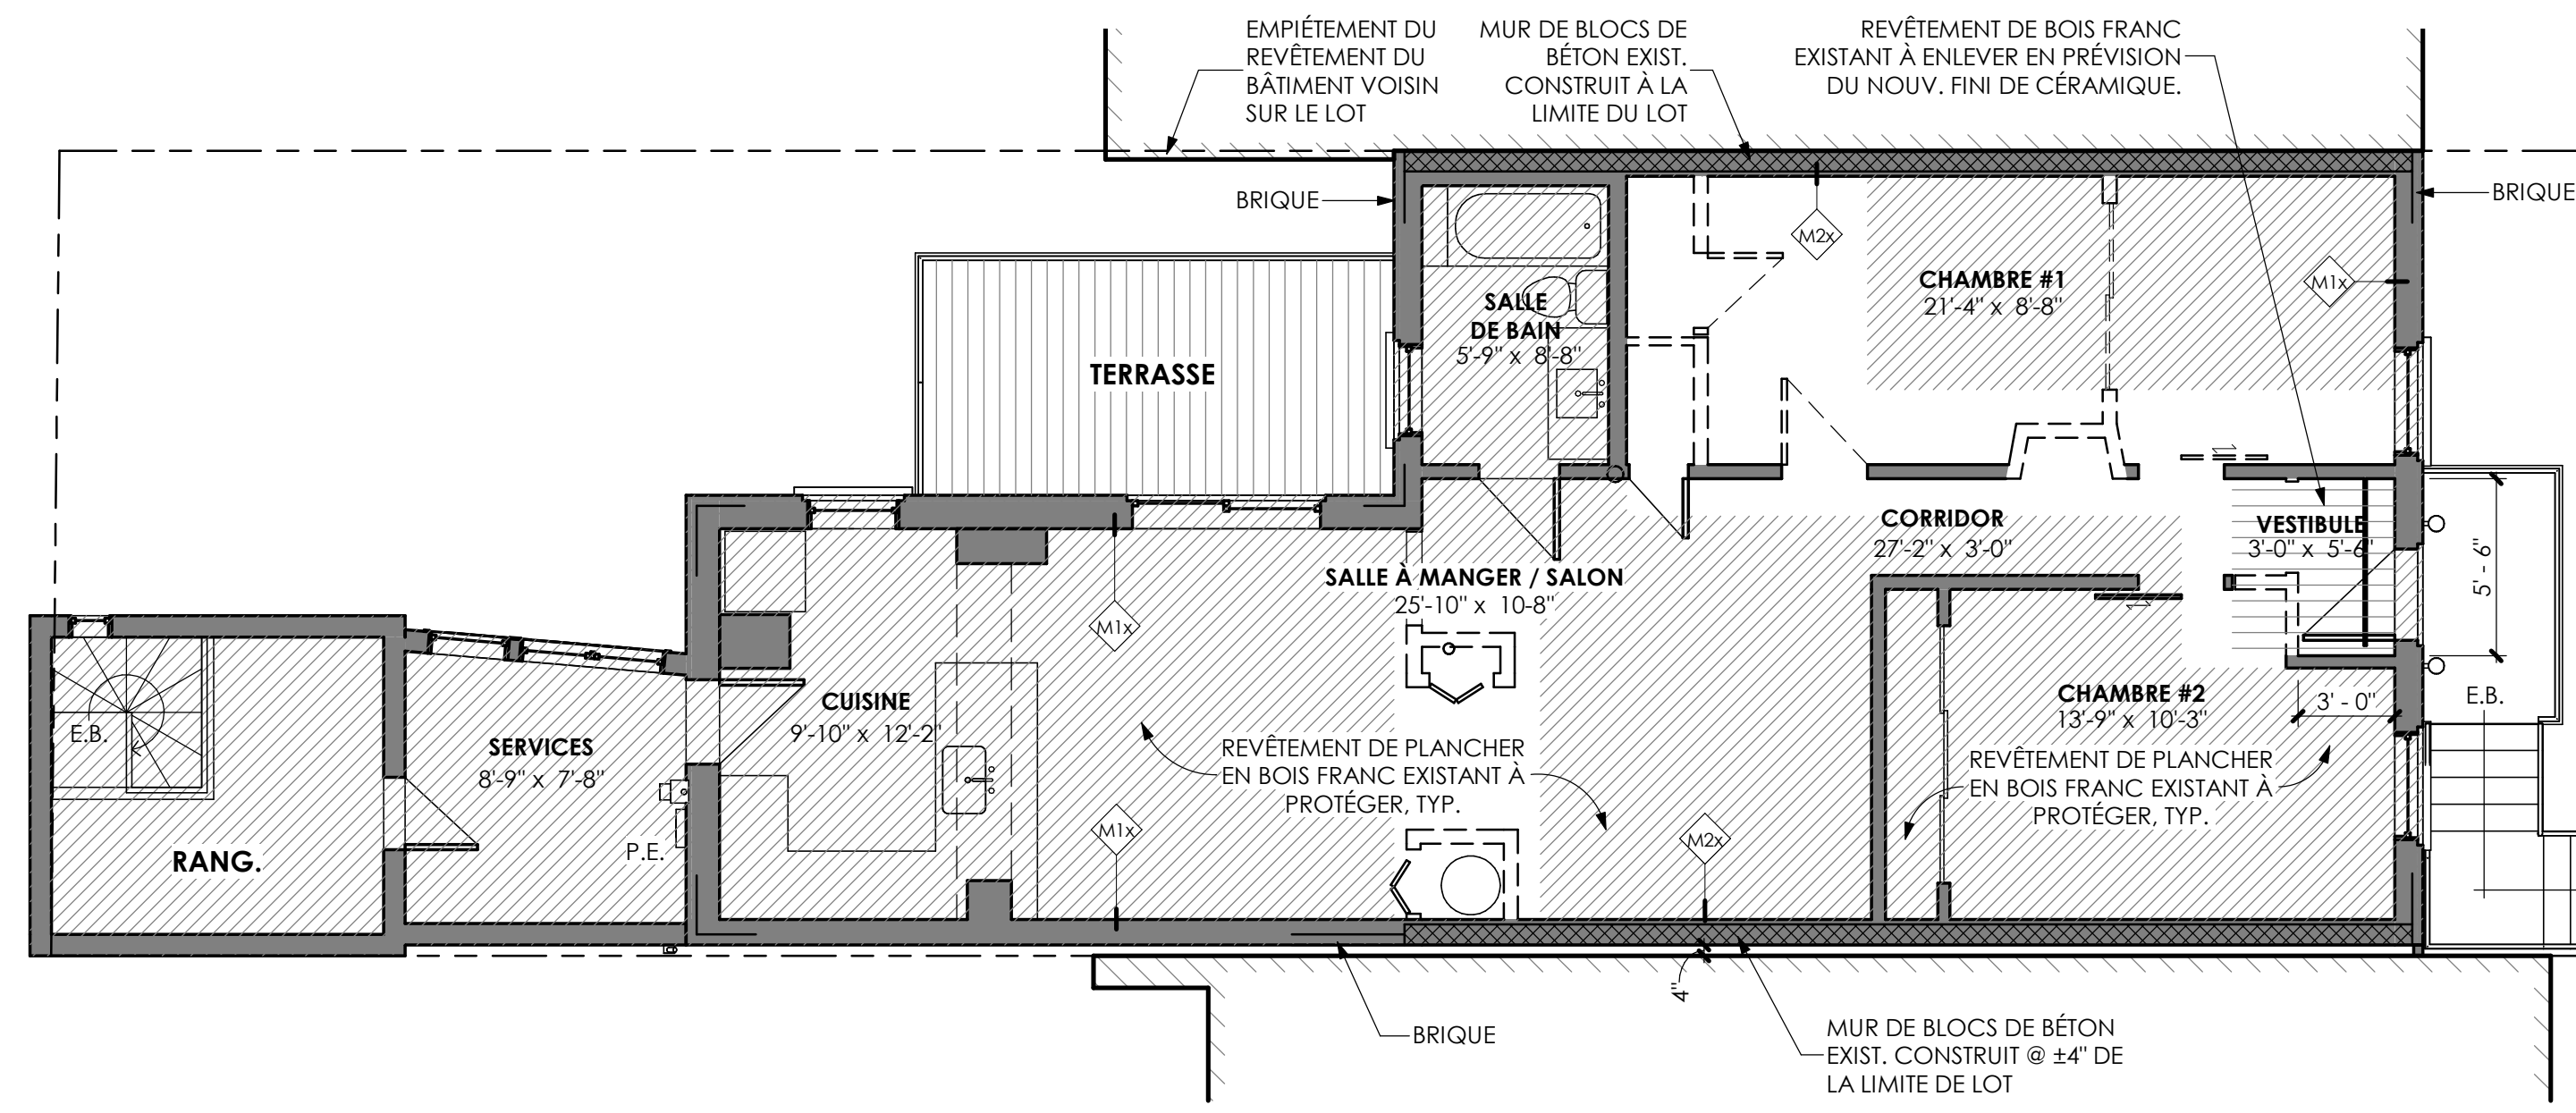 EMPIÉTEMENT DU
REVÊTEMENT DU
BÂTIMENT VOISIN
SUR LE LOT
MUR DE BLOCS DE
BÉTON EXIST.
CONSTRUIT À LA
LIMITE DU LOT
REVÊTEMENT DE BOIS FRANC
EXISTANT À ENLEVER EN PRÉVISION
DU NOUV. FINI DE CÉRAMIQUE.
BRIQUE
BRIQUE
M2x
CHAMBRE #1
21'-4" x 8'-8"
M1x
SALLE
DE BAIN
5'-9" x 8'-8"
TERRASSE
CORRIDOR
27'-2" x 3'-0"
VESTIBULE
3'-0" x 5'-6"
5' - 6"
SALLE À MANGER / SALON
25'-10" x 10-8"
M1x
CUISINE
9'-10" x 12'-2"
CHAMBRE #2
13'-9" x 10'-3"
3' - 0"
E.B.
E.B.
SERVICES
8'-9" x 7'-8"
REVÊTEMENT DE PLANCHER
EN BOIS FRANC EXISTANT À
PROTÉGER, TYP.
REVÊTEMENT DE PLANCHER
EN BOIS FRANC EXISTANT À
PROTÉGER, TYP.
M1x
M2x
P.E.
RANG.
4"
BRIQUE
MUR DE BLOCS DE BÉTON
EXIST. CONSTRUIT @ ±4" DE
LA LIMITE DE LOT